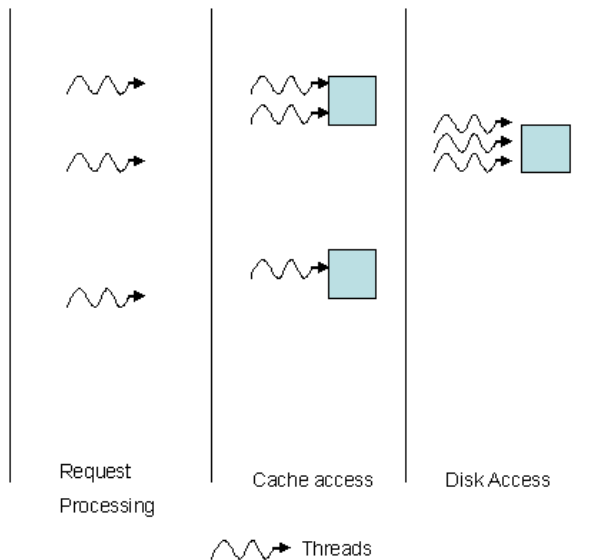 Request
Processing
Cache access
Disk Access
Threads